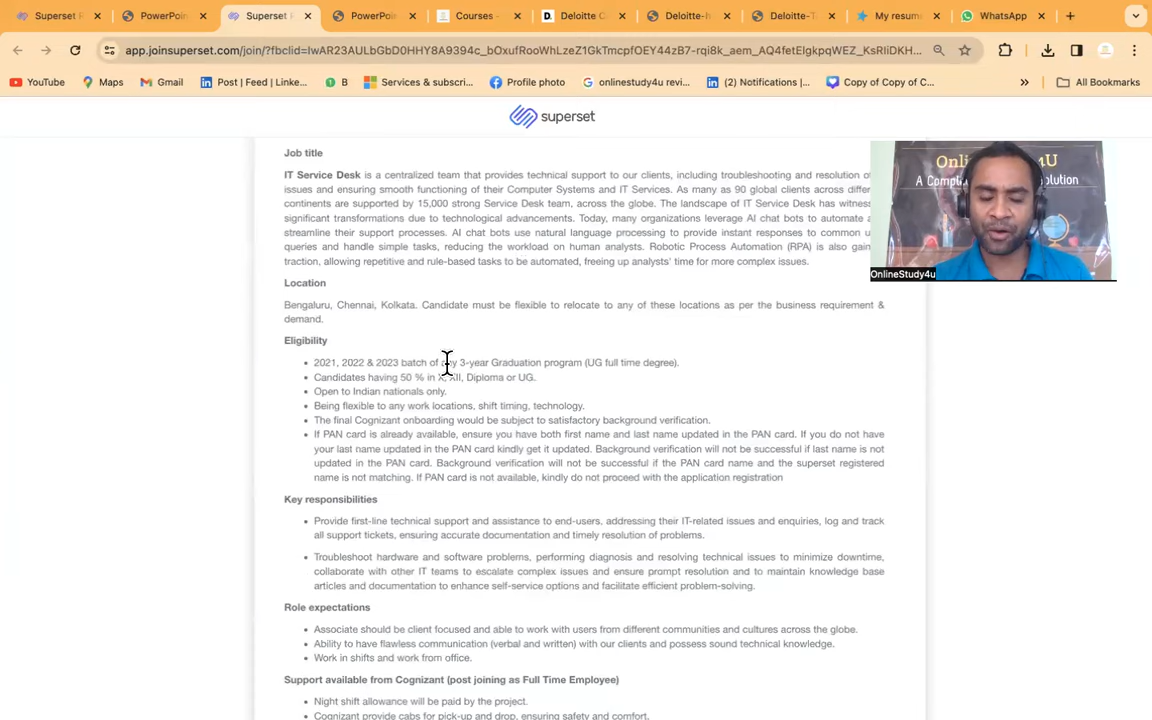 Superset
PowerPoin
Superset
PowerPoi
Courses -
D. Deloitte
Deloitte-
Deloitte-
My resum
WhatsApp
app.joinsuperset.com/join/?fbclid=
YouTube
Maps
Gmail
Post | Feed | Linke...
B
Services & subscri...
Profile photo
onlinestudy4u revi...
(2) Notifications |...
Copy of Copy of C...
»
All Bookmarks
superset
Job title
IT Service Desk is a centralized team that provides technical support to our clients, including troubleshooting and resolution
issues and ensuring smooth functioning of their Computer Systems and IT Services. As many as 90 global clients across
continents are supported by 15,000 strong Service Desk team, across the globe. The landscape of IT Service Desk has
significant transformations due to technological advancements. Today, many organizations leverage AI chat bots to automate
streamline their support processes. AI chat bots use natural language processing to provide instant responses to common
queries and handle simple tasks, reducing the workload on human analysts. Robotic Process Automation (RPA) is also
traction, allowing repetitive and rule-based tasks to be automated, freeing up analysts' time for more complex issues.
Online 4U
A Compl olution
OnlineStudy4u
Location
Bengaluru, Chennai, Kolkata. Candidate must be flexible to relocate to any of these locations as per the business requirement &
demand.
Eligibility
• 2021, 2022 & 2023 batch of any 3-year Graduation program (UG full time degree).
• Candidates having 50 % in X, XII, Diploma or UG.
• Open to Indian nationals only.
• Being flexible to any work locations, shift timing, technology.
• The final Cognizant onboarding would be subject to satisfactory background verification.
• If PAN card is already available, ensure you have both first name and last name updated in the PAN card. If you do not have
your last name updated in the PAN card kindly get it updated. Background verification will not be successful if last name is not
updated in the PAN card. Background verification will not be successful if the PAN card name and the superset registered
name is not matching. If PAN card is not available, kindly do not proceed with the application registration
Key responsibilities
• Provide first-line technical support and assistance to end-users, addressing their IT-related issues and enquiries, log and track
all support tickets, ensuring accurate documentation and timely resolution of problems.
• Troubleshoot hardware and software problems, performing diagnosis and resolving technical issues to minimize downtime,
collaborate with other IT teams to escalate complex issues and ensure prompt resolution and to maintain knowledge base
articles and documentation to enhance self-service options and facilitate efficient problem-solving.
Role expectations
• Associate should be client focused and able to work with users from different communities and cultures across the globe.
• Ability to have flawless communication (verbal and written) with our clients and possess sound technical knowledge.
• Work in shifts and work from office.
Support available from Cognizant (post joining as Full Time Employee)
• Night shift allowance will be paid by the project.
• Cognizant provide cabs for pick-up and drop, ensuring safety and comfort.